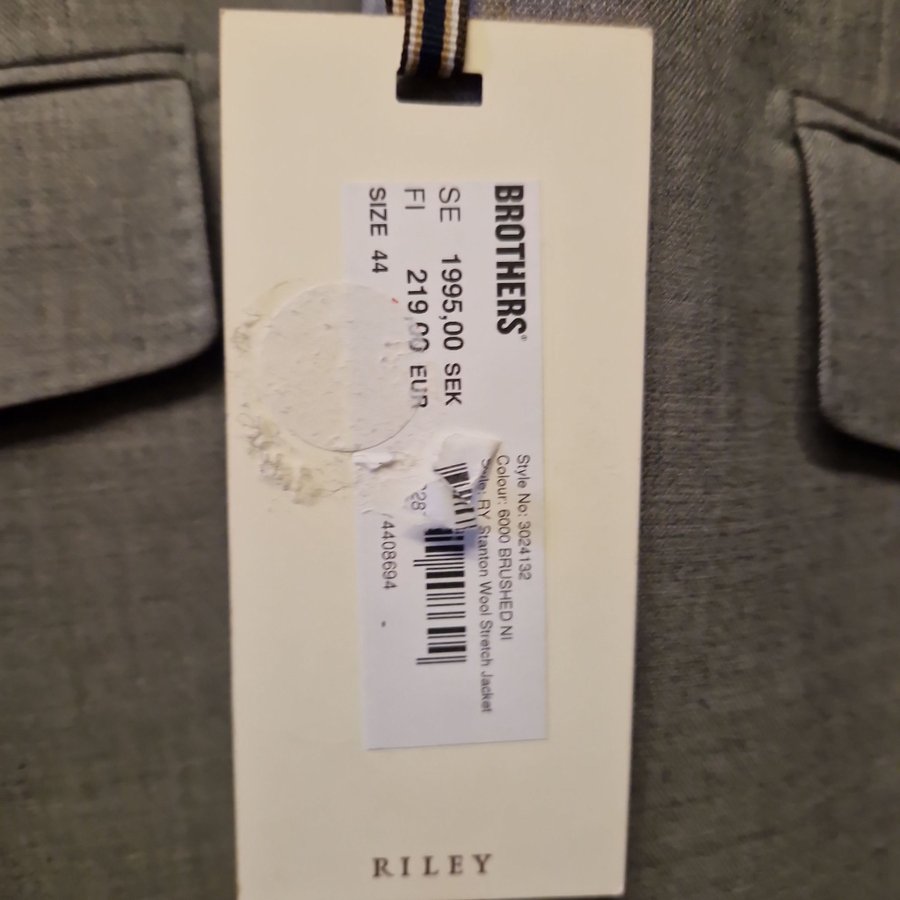 BROTHERS®
SE 1995,00 SEK
FI 219,00 EUR
SIZE 44
Style No: 3024132
Colour: 6000 BRUSHED NI
RY Stanton Wool Stretch Jacket
4408694
RILEY